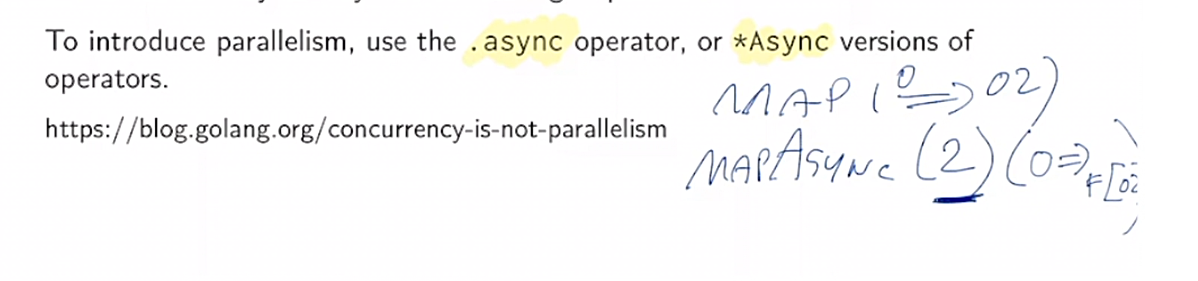 To introduce parallelism, use the .async operator, or *Async versions of
operators.
MAP (O => O2)
https://blog.golang.org/concurrency-is-not-parallelism
MAPASYNC (2) (O => F[O2])